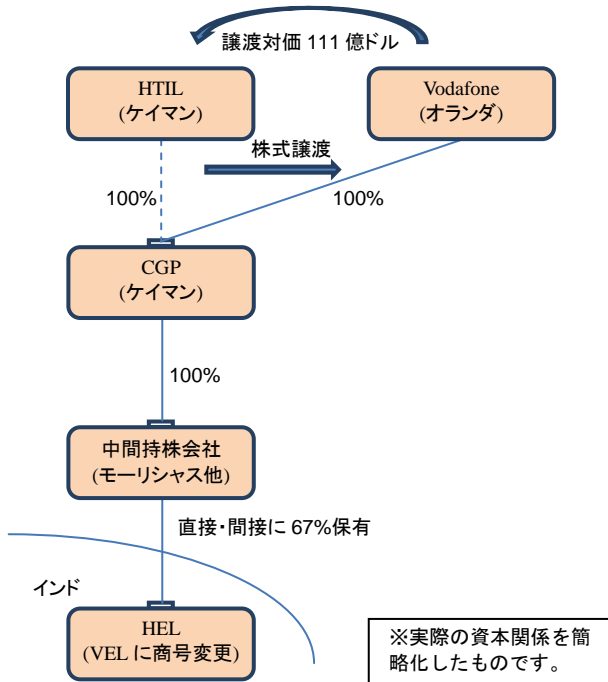 譲渡対価 111 億ドル
HTIL
(ケイマン)
Vodafone
(オランダ)
株式譲渡
100%
100%
CGP
(ケイマン)
100%
中間持株会社
(モーリシャス他)
直接・間接に 67%保有
インド
HEL
(VEL に商号変更)
※実際の資本関係を簡
略化したものです。